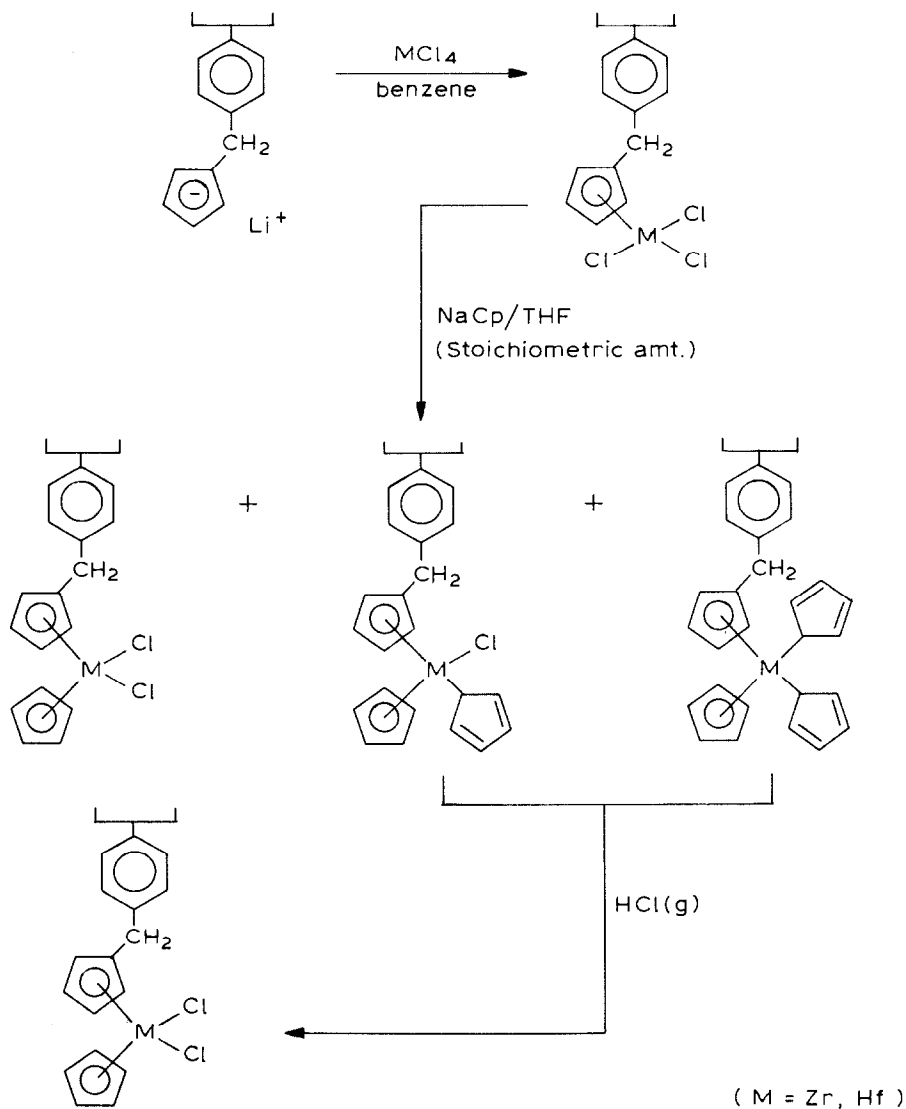 MCl4
benzene
CH2
Li+
CH2
Cl
M
Cl
Cl
NaCp/THF
(Stoichiometric amt.)
+
+
CH2
Cl
M
Cl
CH2
Cl
M
CH2
M
HCl(g)
CH2
Cl
M
Cl
( M = Zr, Hf )